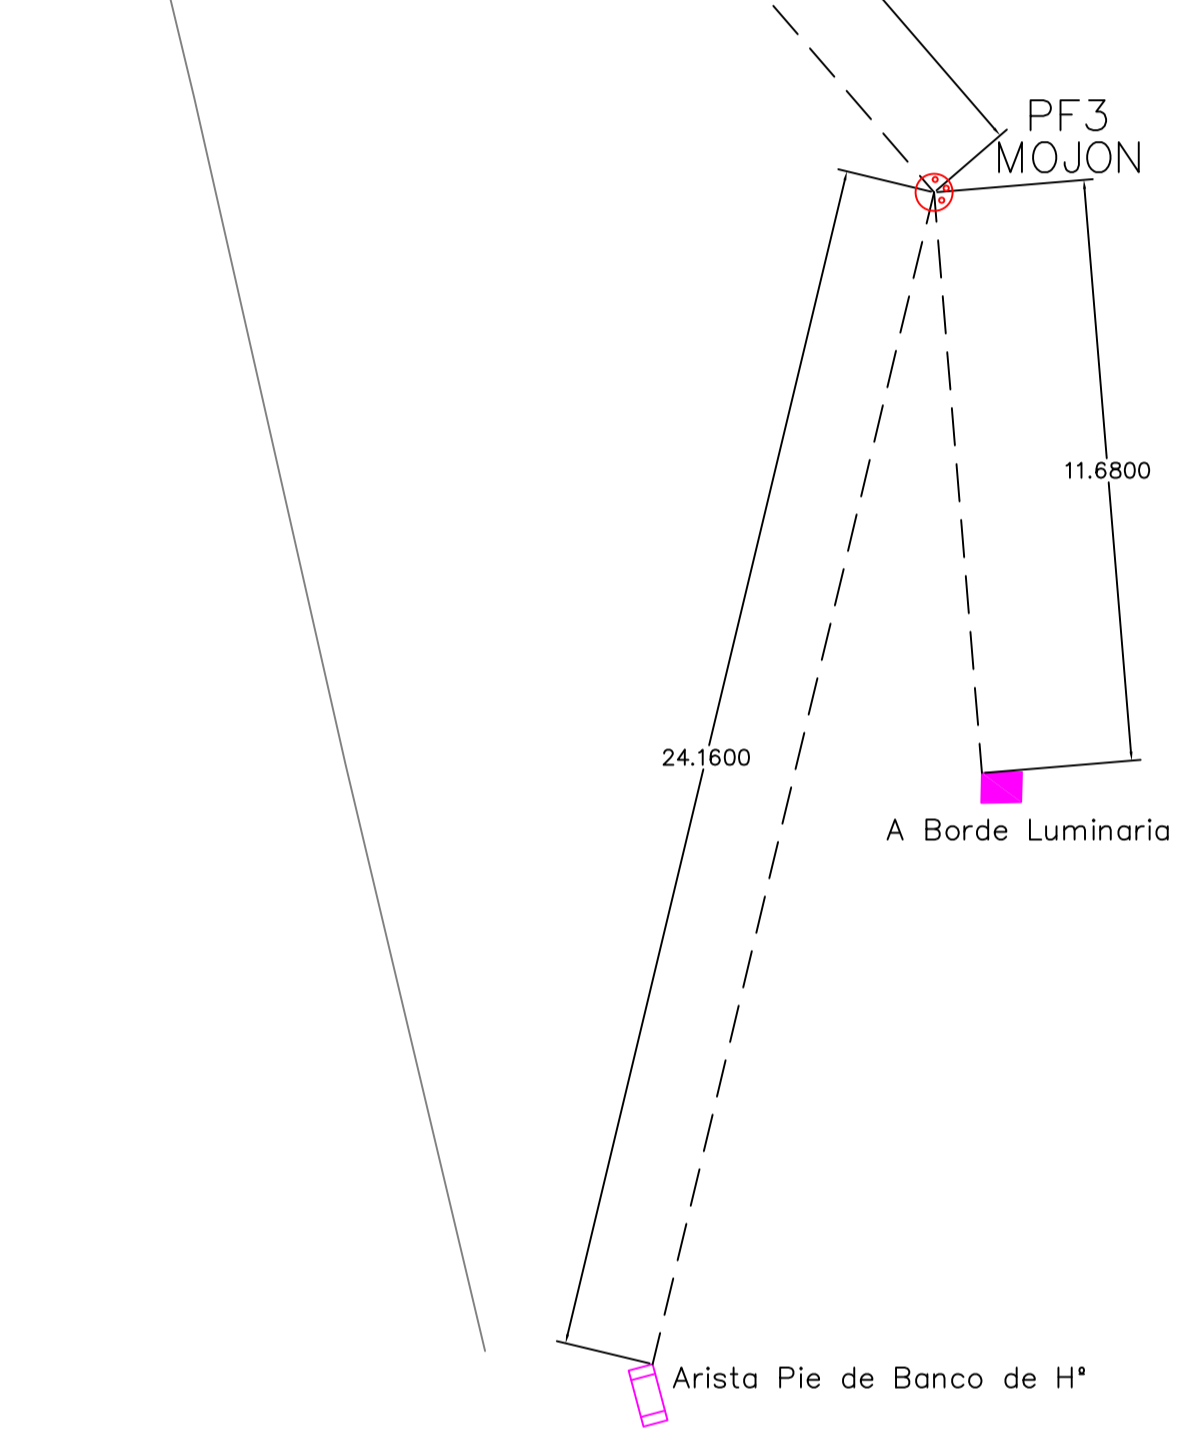 PF3
MOJON
11.6800
24.1600
A Borde Luminaria
Arista Pie de Banco de Hº